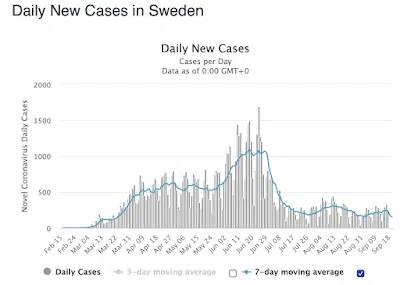 Daily New Cases in Sweden
Daily New Cases
Cases per Day
Data as of 0:00 GMT+0
Novel Coronavirus Daily Cases
2000
1500
1000
500
0
Feb 15
Feb 24
Mar 04
Mar 13
Mar 22
Mar 31
Apr 09
Apr 18
Apr 27
May 06
May 15
May 24
Jun 02
Jun 11
Jun 20
Jun 29
Jul 08
Jul 17
Jul 26
Aug 04
Aug 13
Aug 22
Aug 31
Sep 09
Sep 18
Daily Cases
3-day moving average
7-day moving average